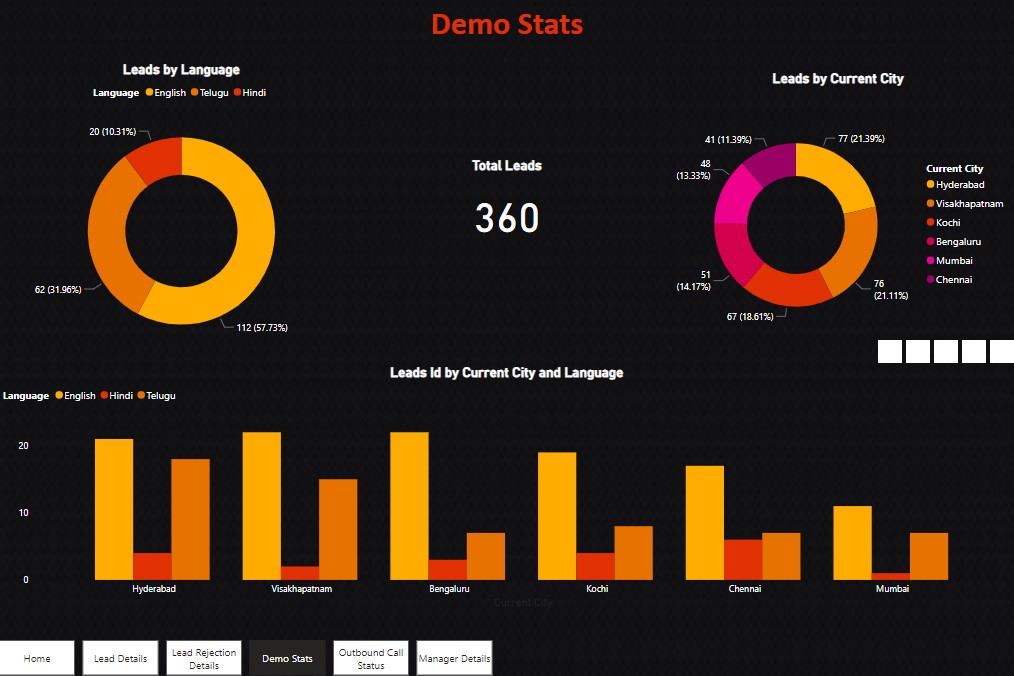 Demo Stats
Leads by Language
Language English Telugu Hindi
20 (10.31%)
62 (31.96%)
112 (57.73%)
Total Leads
360
Leads by Current City
41 (11.39%)
77 (21.39%)
48
(13.33%)
51
(14.17%)
67 (18.61%)
76
(21.11%)
Current City
Hyderabad
Visakhapatnam
Kochi
Bengaluru
Mumbai
Chennai
Leads Id by Current City and Language
Language English Hindi Telugu
20
10
0
Hyderabad
Visakhapatnam
Bengaluru
Kochi
Chennai
Mumbai
Current City
Home
Lead Details
Lead Rejection
Details
Demo Stats
Outbound Call
Status
Manager Details